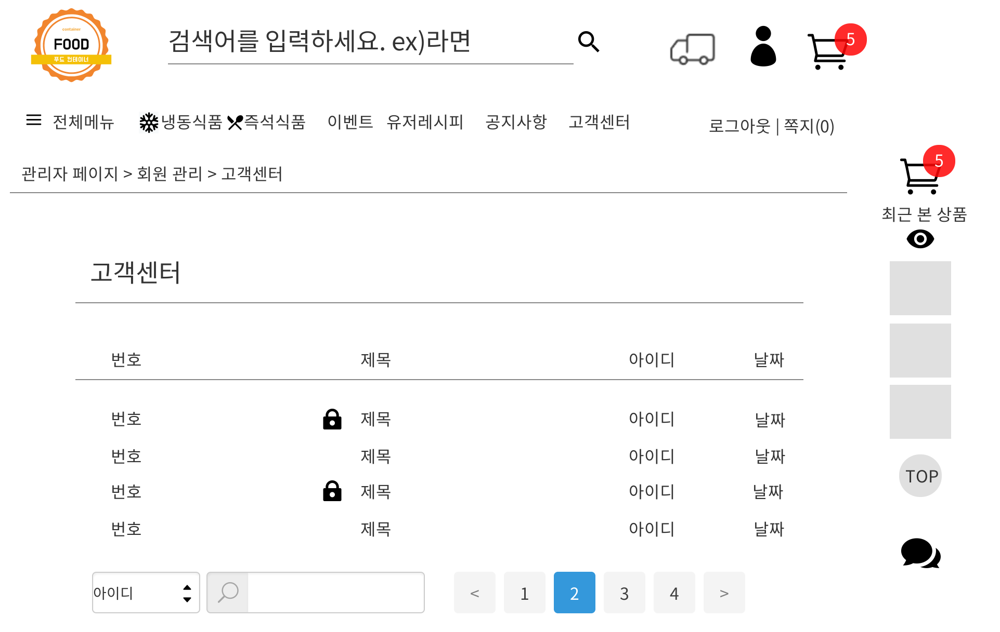 container
FOOD
푸드 컨테이너
검색어를 입력하세요. ex)라면
5
전체메뉴 냉동식품 즉석식품 이벤트 유저레시피 공지사항 고객센터 로그아웃 | 쪽지(0)
관리자 페이지 > 회원 관리 > 고객센터
5
최근 본 상품
고객센터
번호 제목 아이디 날짜
번호 제목 아이디 날짜
번호 제목 아이디 날짜
번호 제목 아이디 날짜
번호 제목 아이디 날짜
TOP
아이디 < 1 2 3 4 >